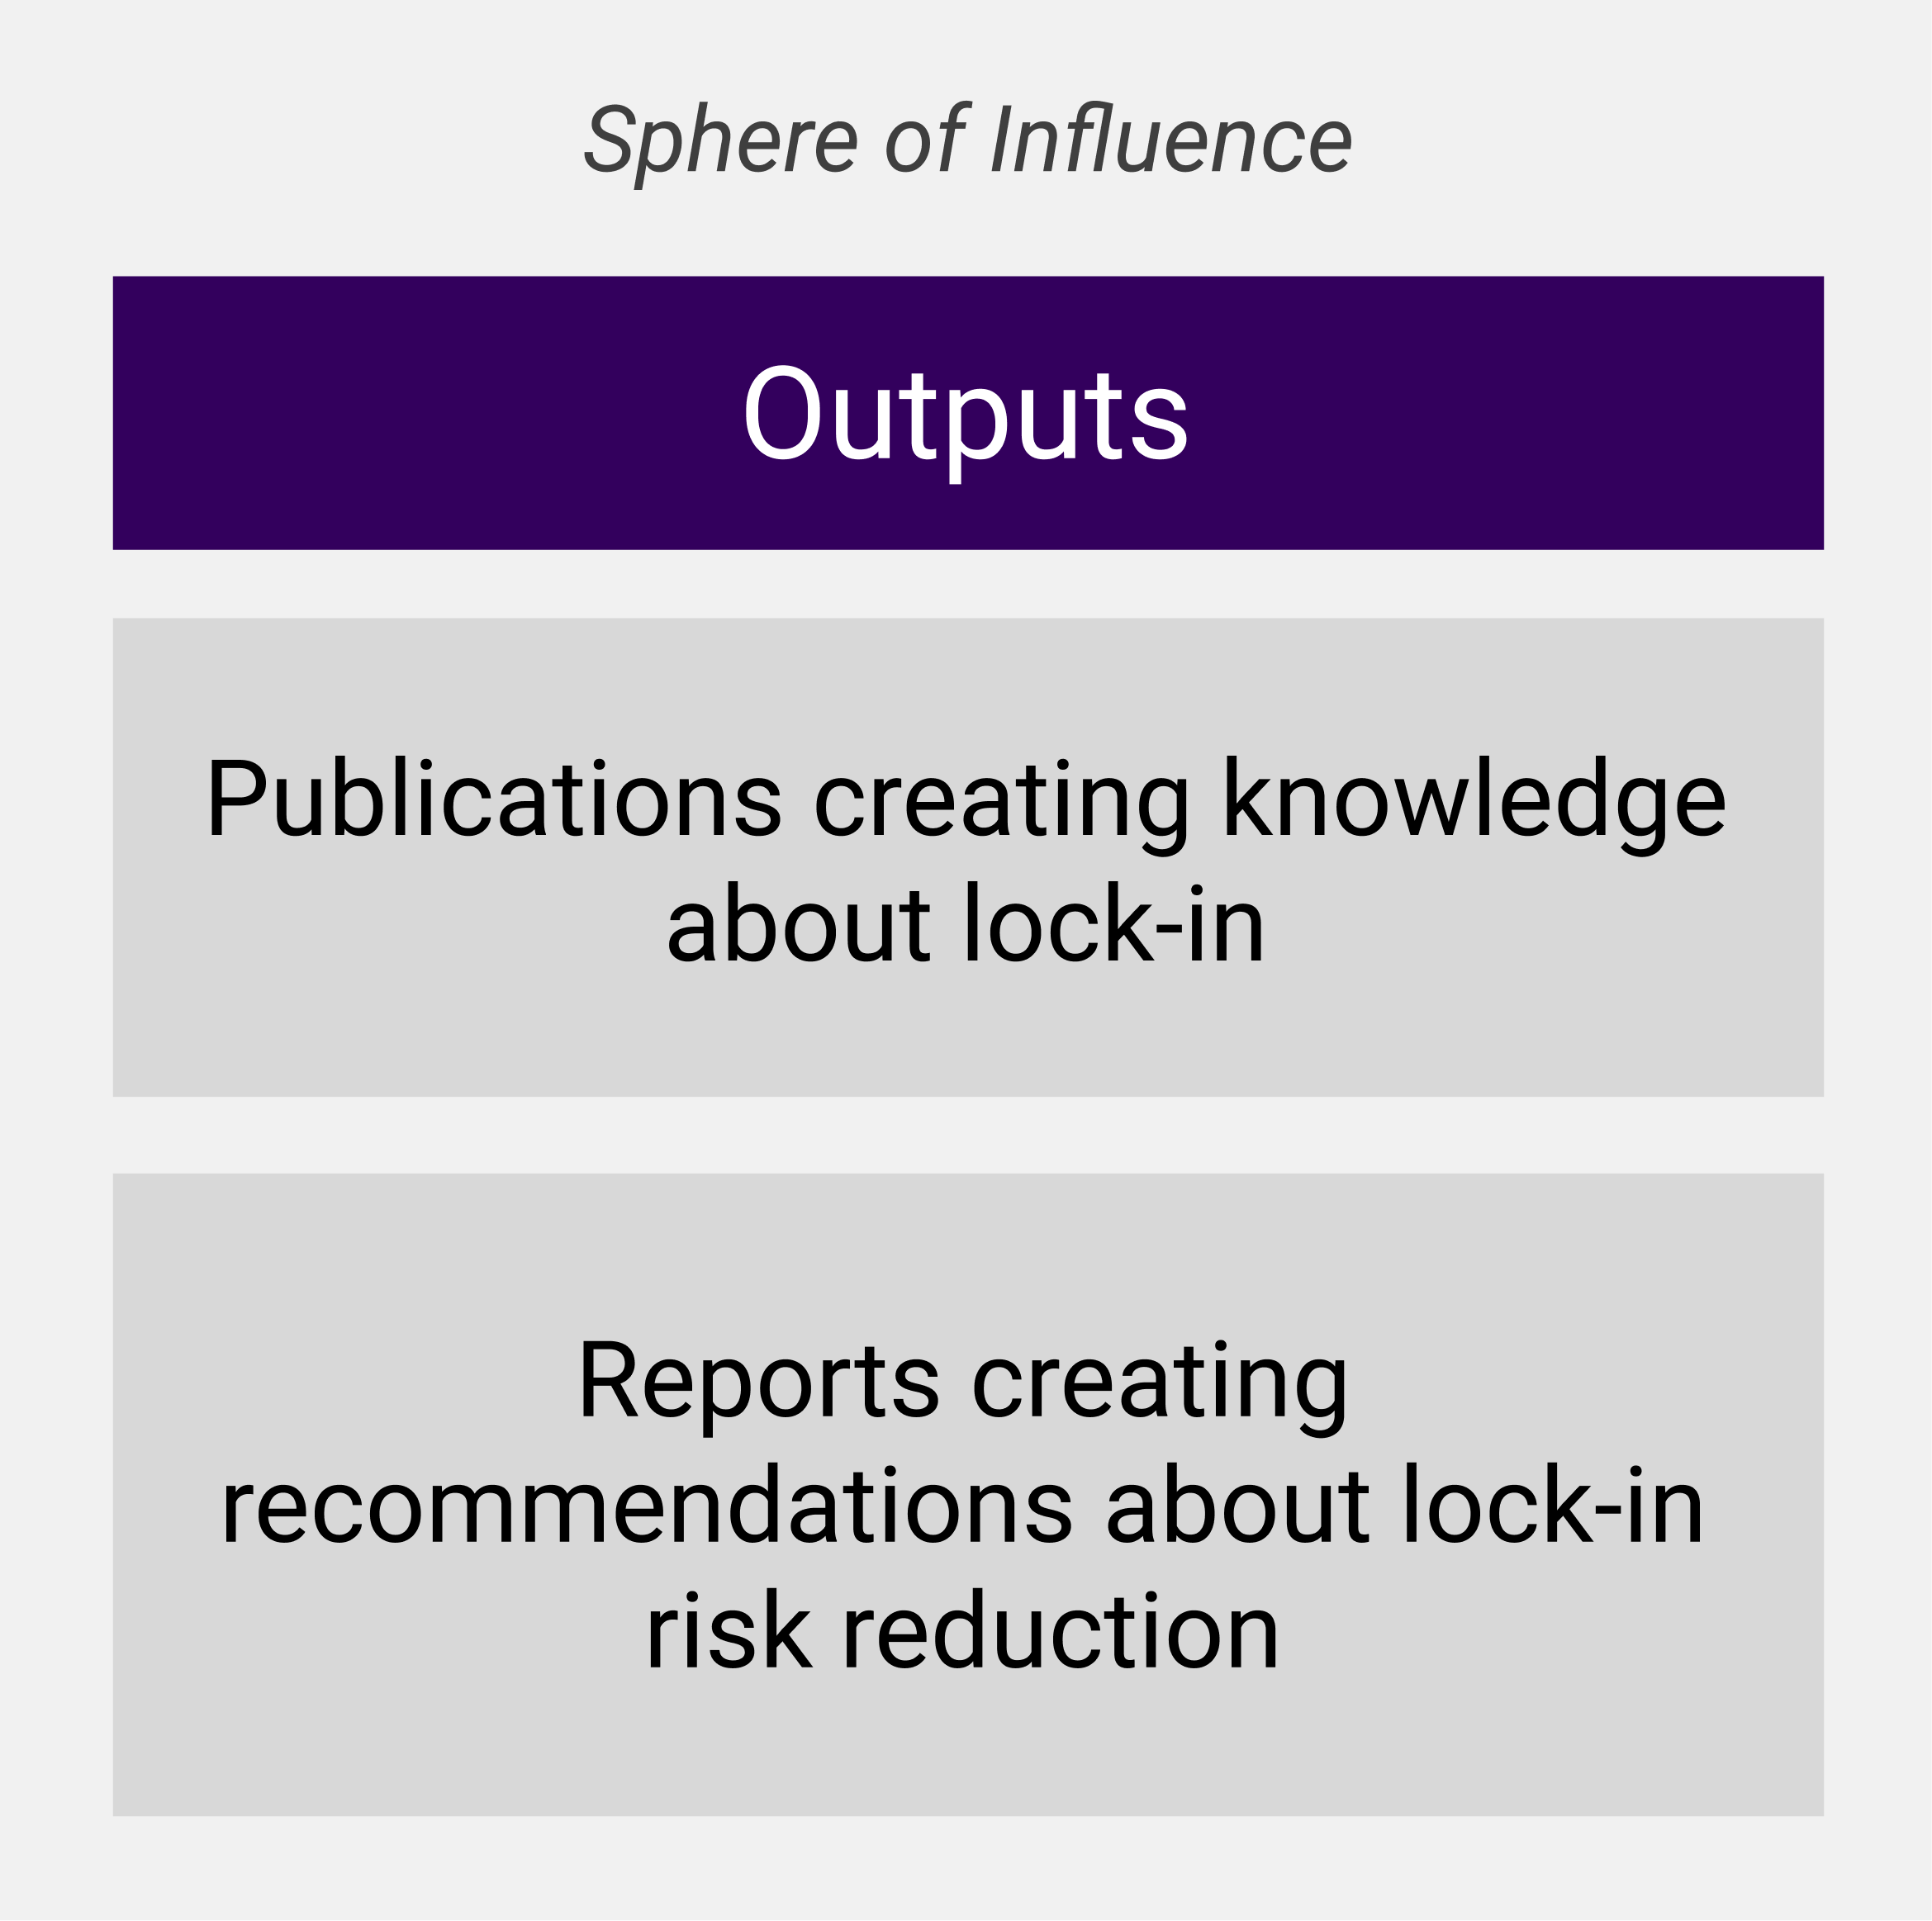 Sphere of Influence
Outputs
Publications creating knowledge
about lock-in
Reports creating
recommendations about lock-in
risk reduction